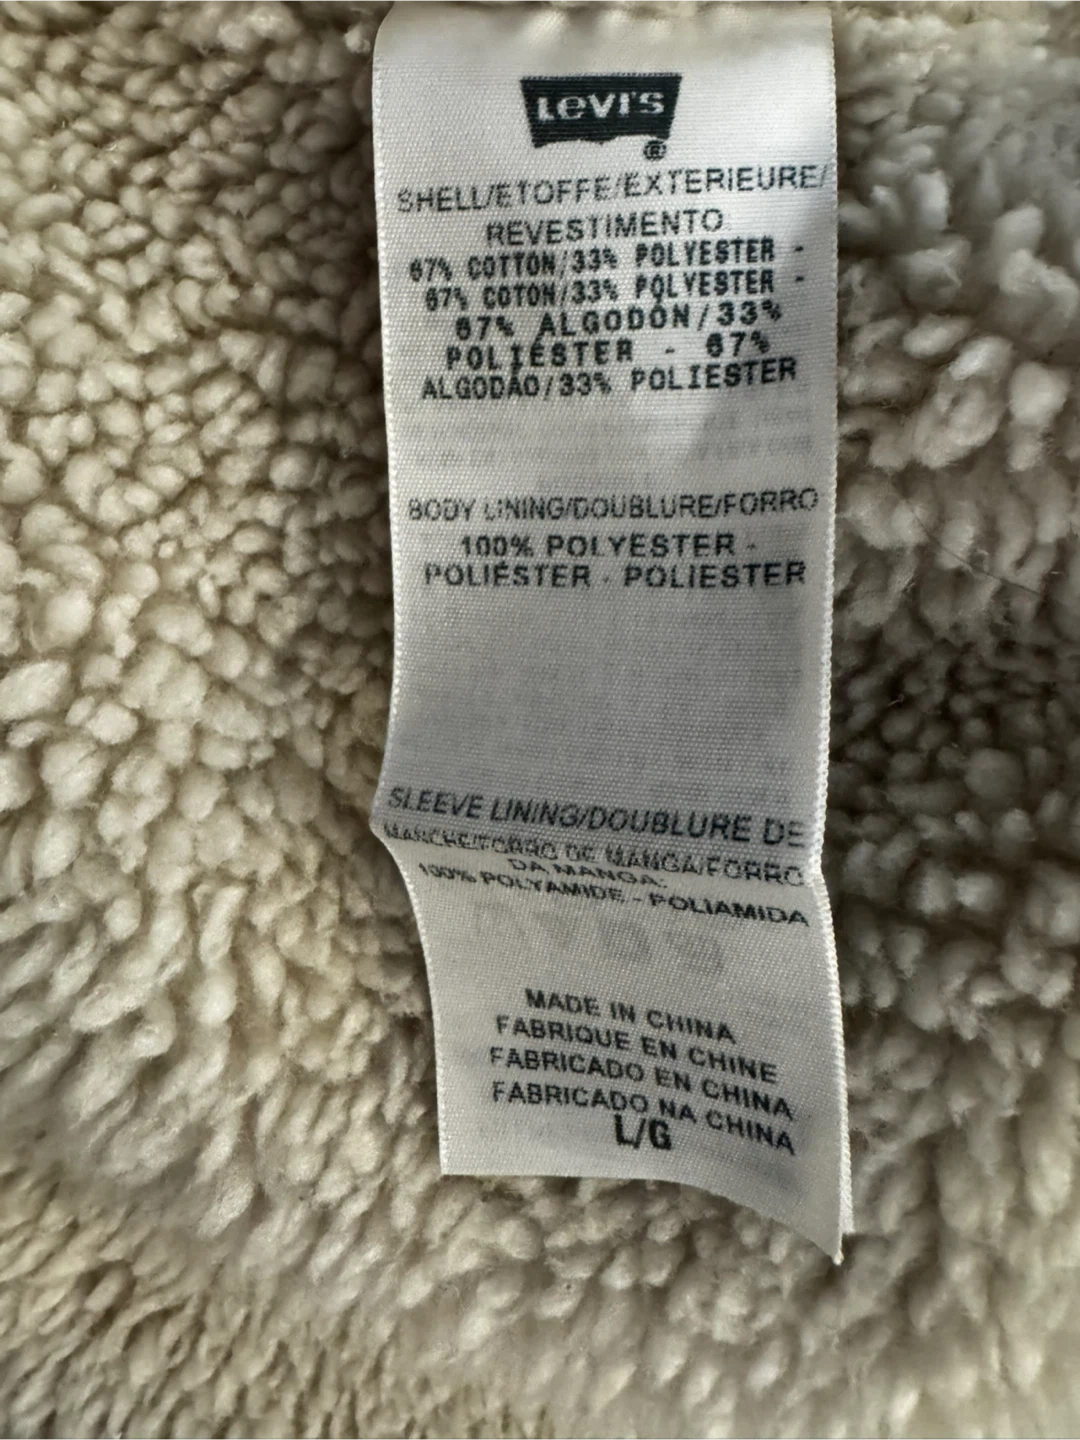 LEVI'S
®
SHELL/ETOFFE/EXTERIEURE/
REVESTIMENTO:
67% COTTON/33% POLYESTER -
67% COTON/33% POLYESTER -
67% ALGODÓN/33%
POLIÉSTER - 67%
ALGODÃO/33% POLIESTER
BODY LINING/DOUBLURE/FORRO
100% POLYESTER -
POLIÉSTER - POLIESTER
SLEEVE LINING/DOUBLURE DE
MANCHE/FORRO DE MANGA/FORRO
DA MANGA:
100% POLYAMIDE - POLIAMIDA
MADE IN CHINA
FABRIQUE EN CHINE
FABRICADO EN CHINA
FABRICADO NA CHINA
L/G